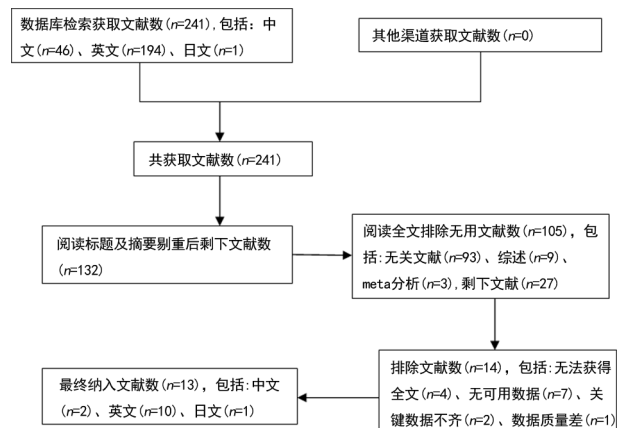 数据库检索获取文献数(n=241),包括: 中
文(n=46)、英文(n=194)、日文(n=1)
其他渠道获取文献数(n=0)
共获取文献数(n=241)
阅读标题及摘要剔重后剩下文献数
(n=132)
阅读全文排除无用文献数(n=105), 包
括:无关文献(n=93)、综述(n=9)、
meta分析(n=3),剩下文献(n=27)
排除文献数(n=14), 包括:无法获得
全文(n=4)、无可用数据(n=7)、关
键数据不齐(n=2)、数据质量差(n=1)
最终纳入文献数(n=13), 包括:中文
(n=2)、英文(n=10)、日文(n=1)